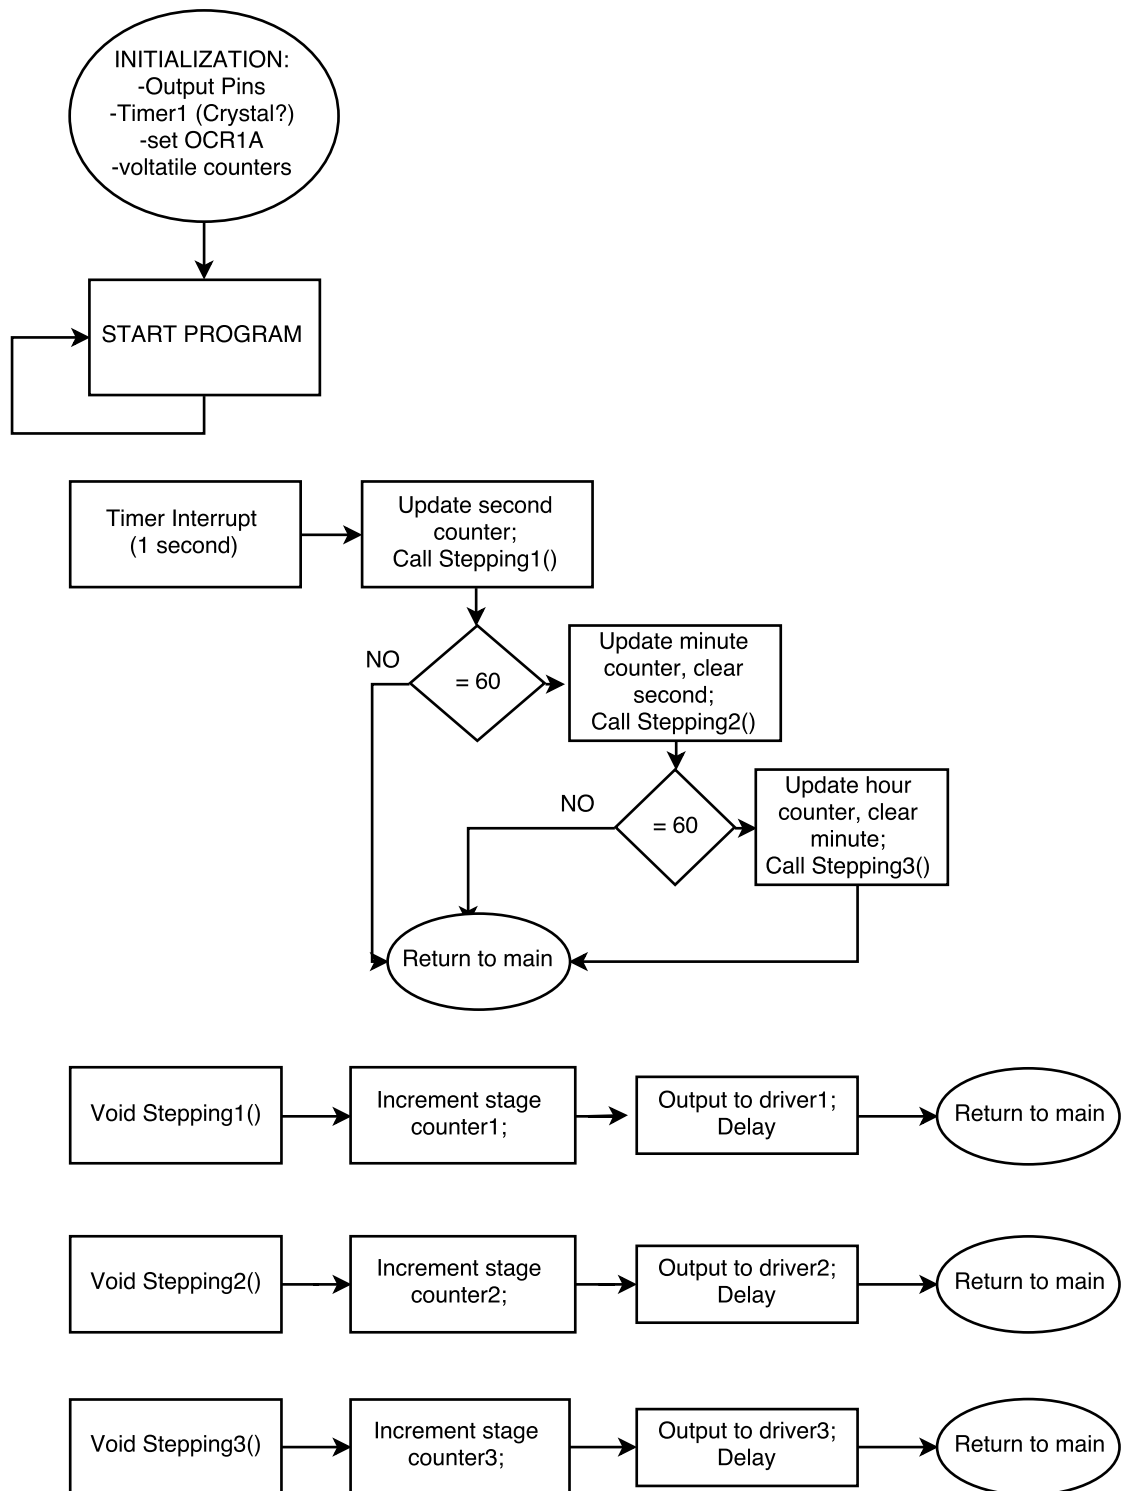 INITIALIZATION:
-Output Pins
-Timer1 (Crystal?)
-set OCR1A
-voltatile counters
START PROGRAM
Timer Interrupt
(1 second)
Update second
counter;
Call Stepping1()
NO
= 60
Update minute
counter, clear
second;
Call Stepping2()
NO
= 60
Update hour
counter, clear
minute;
Call Stepping3()
Return to main
Void Stepping1()
Increment stage
counter1;
Output to driver1;
Delay
Return to main
Void Stepping2()
Increment stage
counter2;
Output to driver2;
Delay
Return to main
Void Stepping3()
Increment stage
counter3;
Output to driver3;
Delay
Return to main